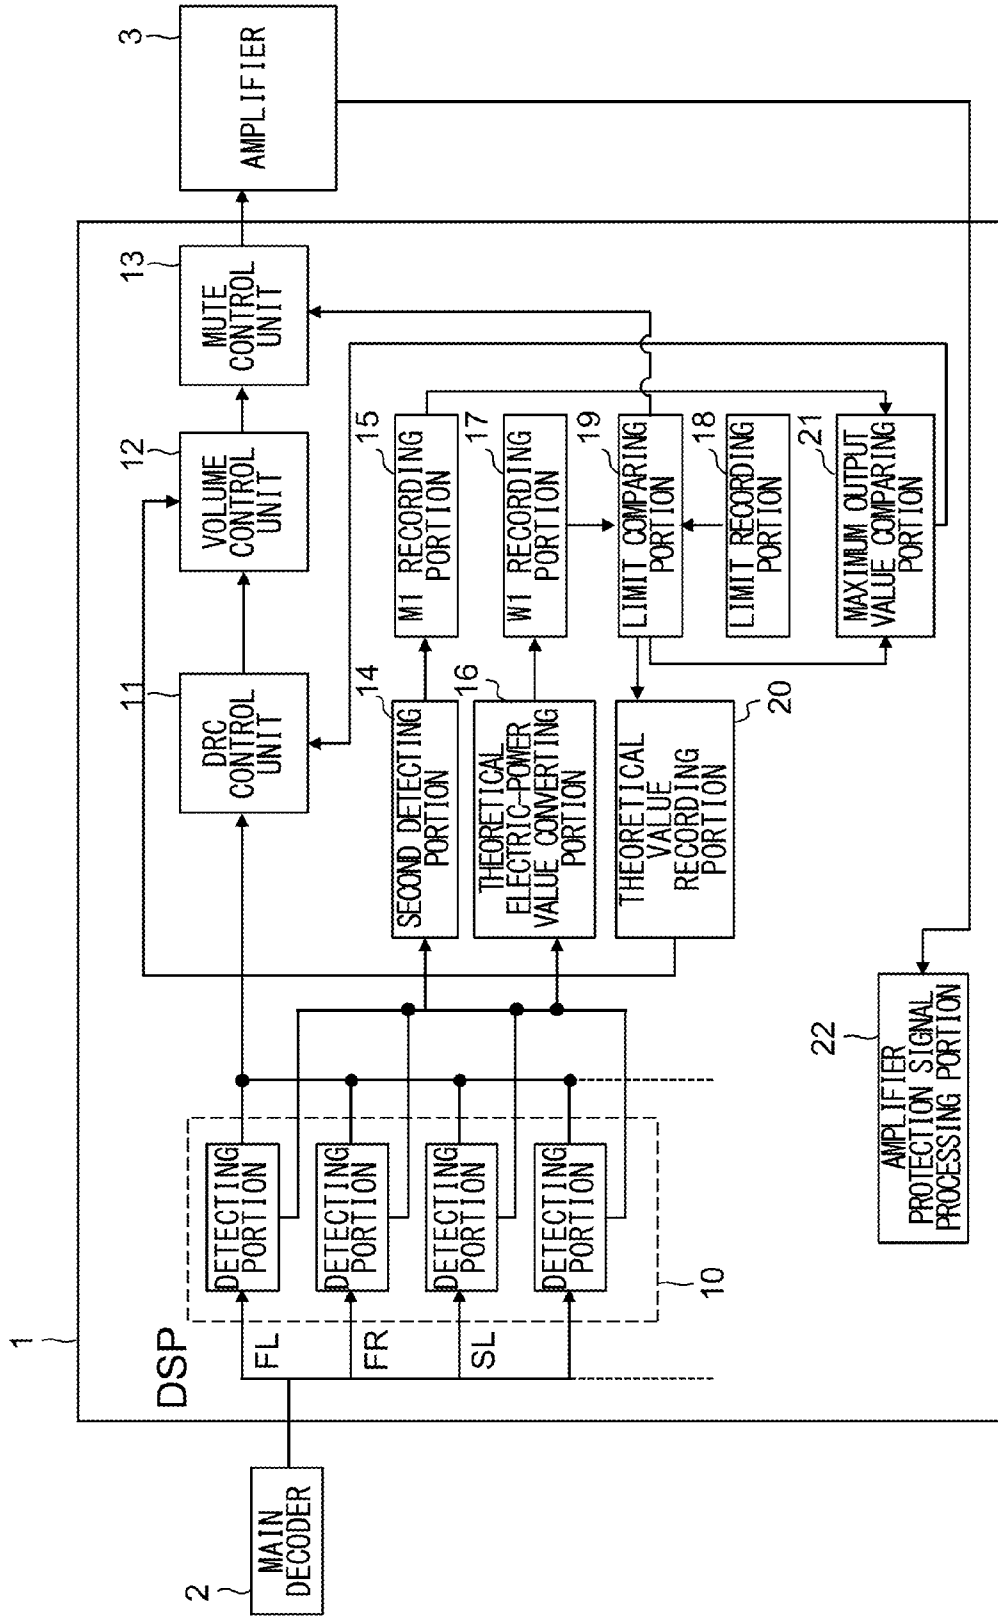 1
DSP
2
MAIN
DECODER
FL
FR
SL
DETECTING
PORTION
DETECTING
PORTION
DETECTING
PORTION
DETECTING
PORTION
10
11
DRC
CONTROL
UNIT
12
VOLUME
CONTROL
UNIT
13
MUTE
CONTROL
UNIT
3
AMPLIFIER
14
SECOND DETECTING
PORTION
15
M1 RECORDING
PORTION
16
THEORETICAL
ELECTRIC-POWER
VALUE CONVERTING
PORTION
17
W1 RECORDING
PORTION
19
LIMIT COMPARING
PORTION
18
LIMIT RECORDING
PORTION
20
THEORETICAL
VALUE
RECORDING
PORTION
21
MAXIMUM OUTPUT
VALUE COMPARING
PORTION
22
AMPLIFIER
PROTECTION SIGNAL
PROCESSING PORTION